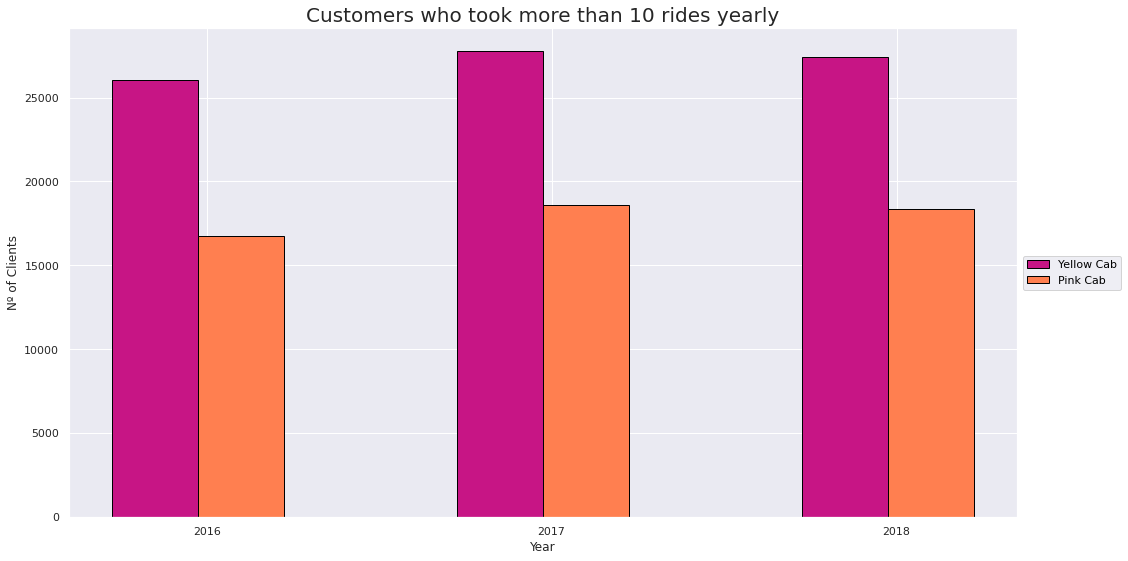 Customers who took more than 10 rides yearly
25000
20000
15000
10000
5000
0
Nº of Clients
2016
2017
2018
Year
Yellow Cab
Pink Cab